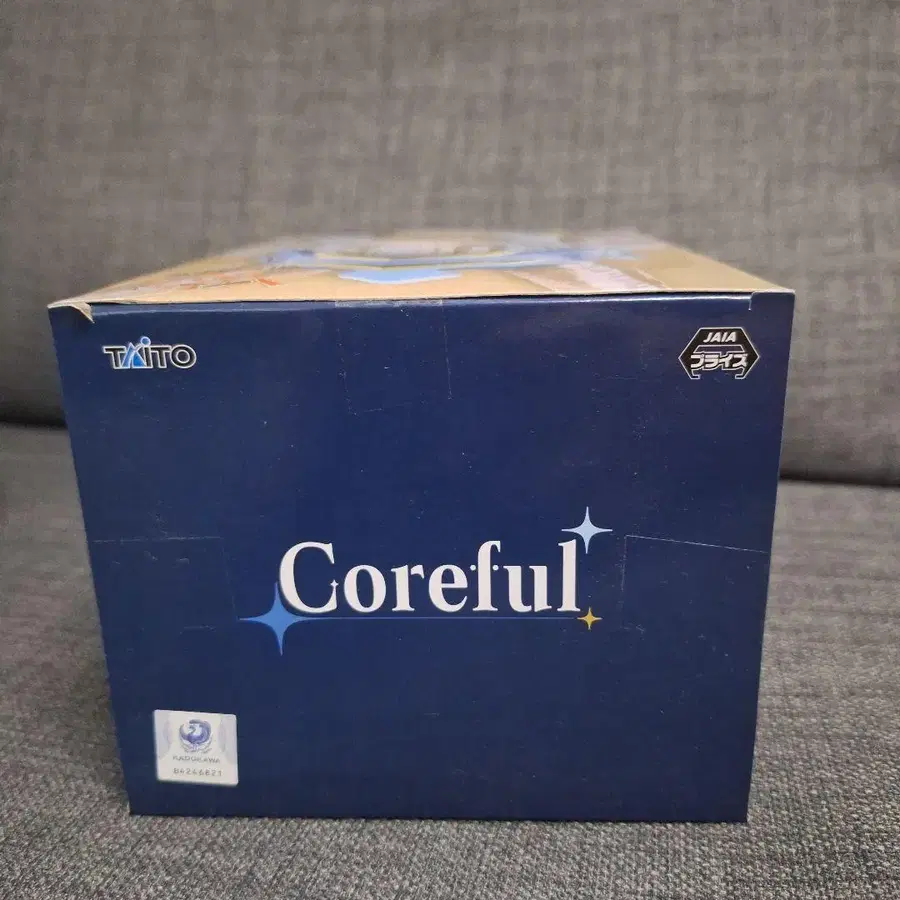 TAITO
JAIA
プライズ
Coreful
KADOKAWA